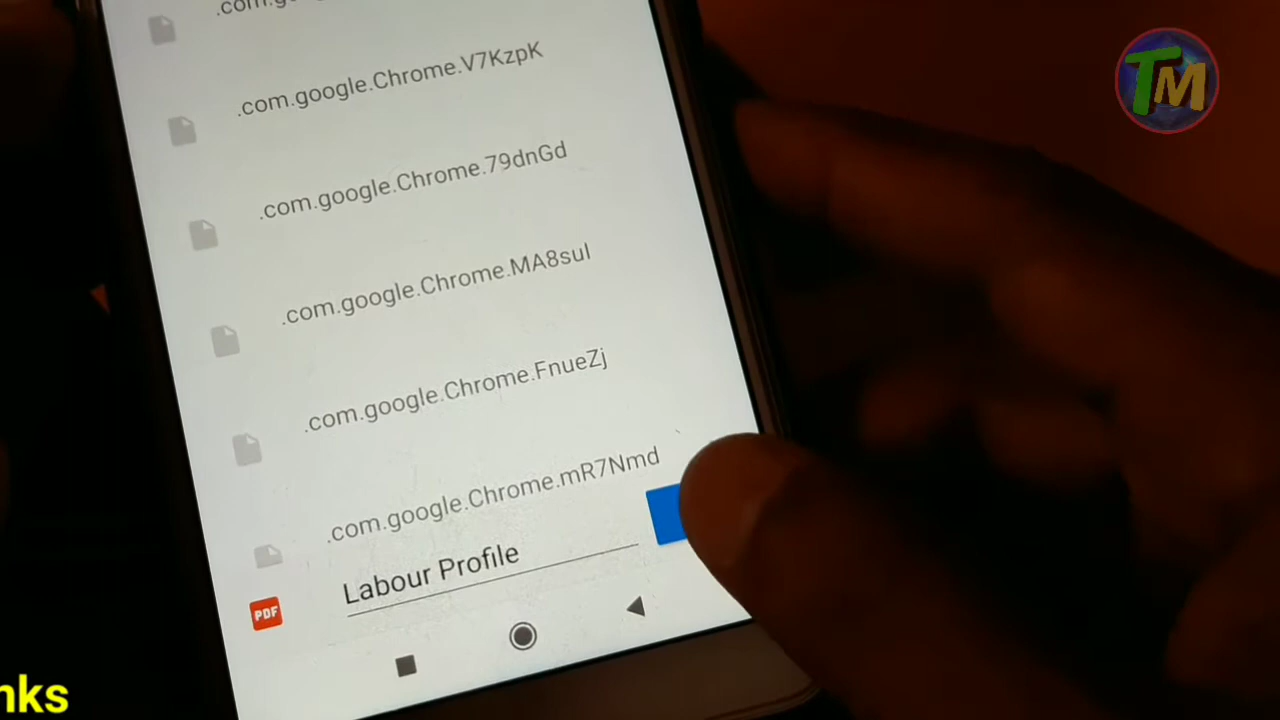 .com.google.Chrome.V7KzpK
.com.google.Chrome.79dnGd
.com.google.Chrome.MA8sul
.com.google.Chrome.FnueZj
.com.google.Chrome.mR7Nmd
Labour Profile
PDF
TM